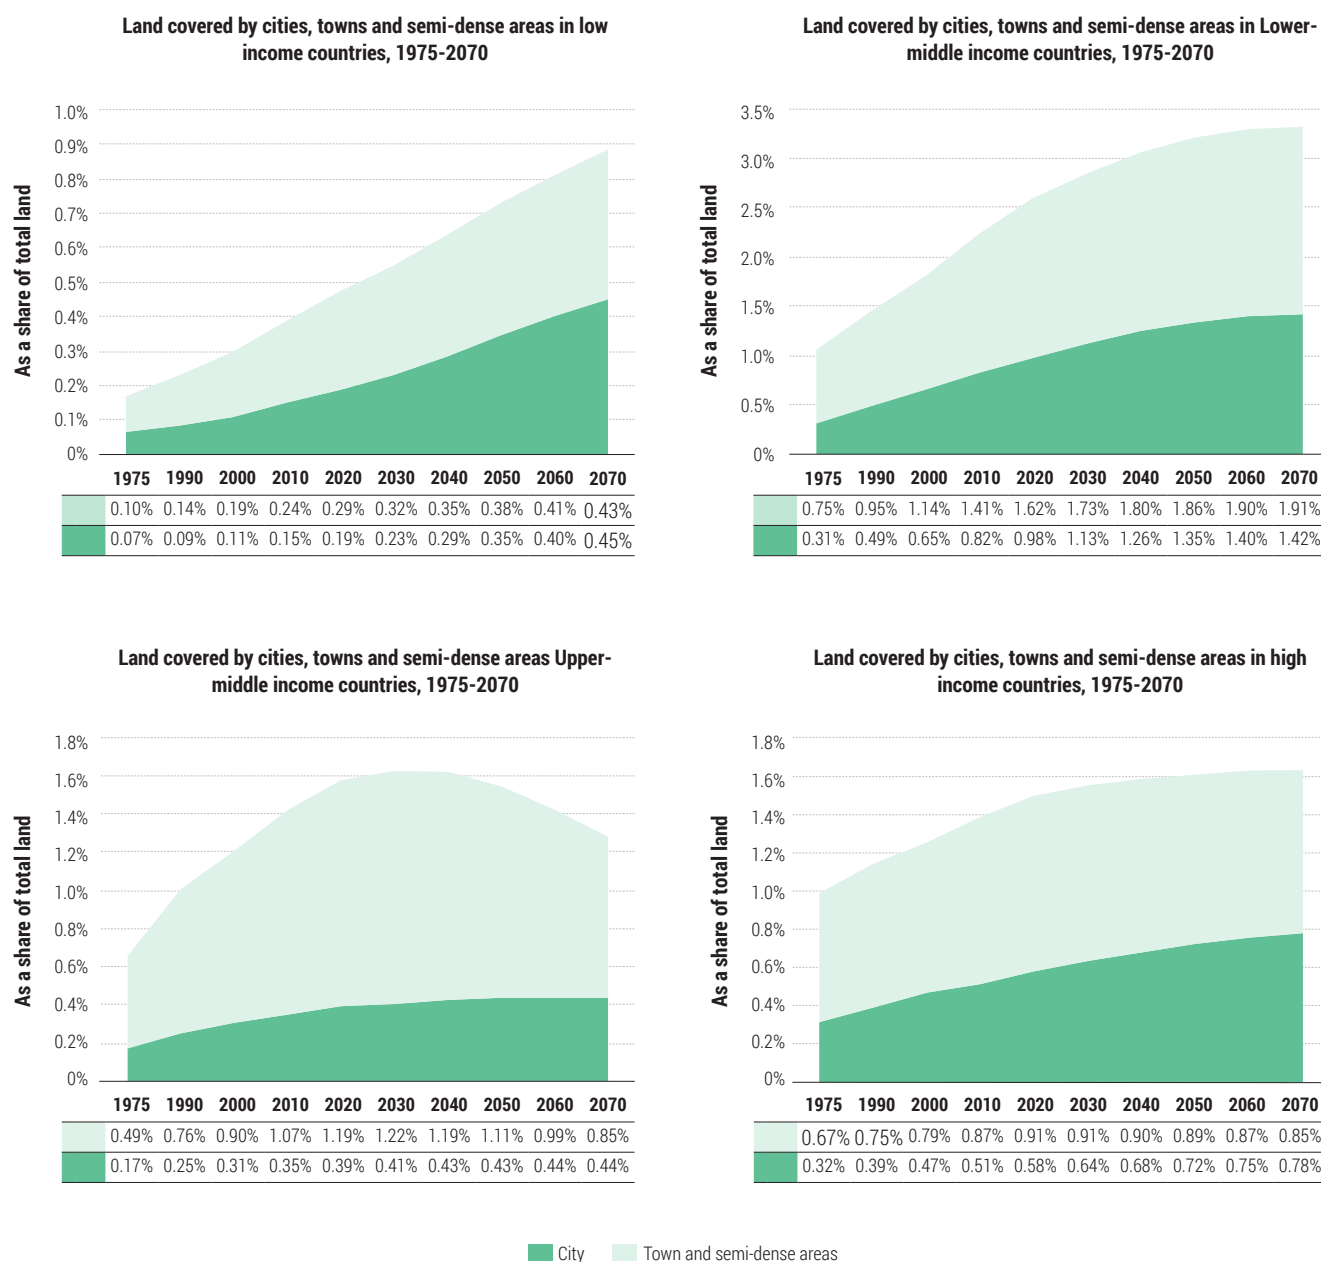 Land covered by cities, towns and semi-dense areas in low
income countries, 1975-2070
As a share of total land
1.0%
0.9%
0.8%
0.7%
0.6%
0.5%
0.4%
0.3%
0.2%
0.1%
0%
1975 1990 2000 2010 2020 2030 2040 2050 2060 2070
0.10% 0.14% 0.19% 0.24% 0.29% 0.32% 0.35% 0.38% 0.41% 0.43%
0.07% 0.09% 0.11% 0.15% 0.19% 0.23% 0.29% 0.35% 0.40% 0.45%
Land covered by cities, towns and semi-dense areas in Lower-
middle income countries, 1975-2070
As a share of total land
3.5%
3.0%
2.5%
2.0%
1.5%
1.0%
0.5%
0%
1975 1990 2000 2010 2020 2030 2040 2050 2060 2070
0.75% 0.95% 1.14% 1.41% 1.62% 1.73% 1.80% 1.86% 1.90% 1.91%
0.31% 0.49% 0.65% 0.82% 0.98% 1.13% 1.26% 1.35% 1.40% 1.42%
Land covered by cities, towns and semi-dense areas Upper-
middle income countries, 1975-2070
As a share of total land
1.8%
1.6%
1.4%
1.2%
1.0%
0.8%
0.6%
0.4%
0.2%
0%
1975 1990 2000 2010 2020 2030 2040 2050 2060 2070
0.49% 0.76% 0.90% 1.07% 1.19% 1.22% 1.19% 1.11% 0.99% 0.85%
0.17% 0.25% 0.31% 0.35% 0.39% 0.41% 0.43% 0.43% 0.44% 0.44%
Land covered by cities, towns and semi-dense areas in high
income countries, 1975-2070
As a share of total land
1.8%
1.6%
1.4%
1.2%
1.0%
0.8%
0.6%
0.4%
0.2%
0%
1975 1990 2000 2010 2020 2030 2040 2050 2060 2070
0.67% 0.75% 0.79% 0.87% 0.91% 0.91% 0.90% 0.89% 0.87% 0.85%
0.32% 0.39% 0.47% 0.51% 0.58% 0.64% 0.68% 0.72% 0.75% 0.78%
City
Town and semi-dense areas